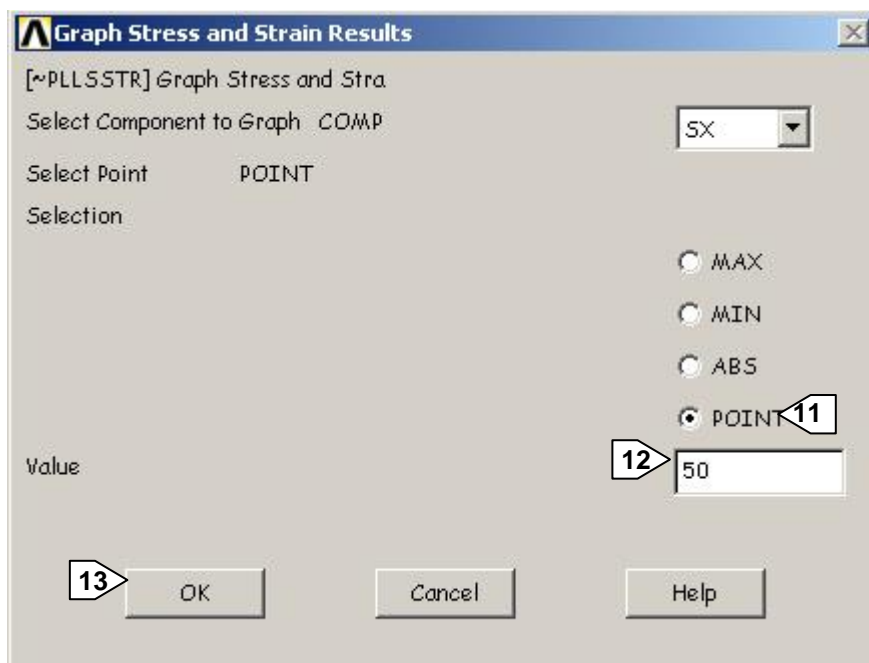 Graph Stress and Strain Results
[~PLLSSTR] Graph Stress and Stra
Select Component to Graph COMP
SX
Select Point POINT
Selection
MAX
MIN
ABS
POINT 11
Value 12 50
13 OK Cancel Help